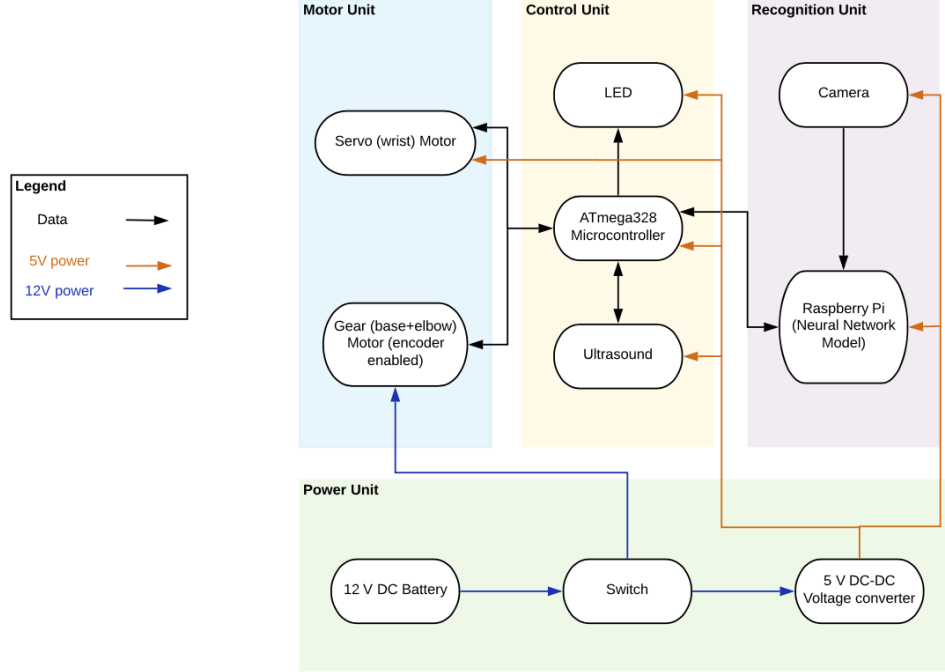 Motor Unit
Control Unit
Recognition Unit
LED
Camera
Servo (wrist) Motor
Legend
Data
5V power
12V power
ATmega328
Microcontroller
Gear (base+elbow)
Motor (encoder
enabled)
Ultrasound
Raspberry Pi
(Neural Network
Model)
Power Unit
12 V DC Battery
Switch
5 V DC-DC
Voltage converter